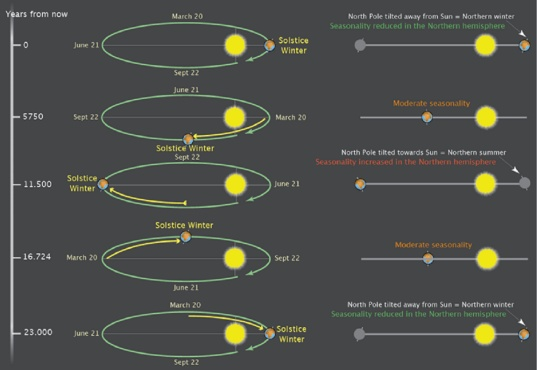 Years from now
March 20
June 21
Solstice
Winter
Sept 22
0
North Pole tilted away from Sun = Northern winter
Seasonality reduced in the Northern hemisphere
June 21
Sept 22
March 20
Solstice Winter
5750
Moderate seasonality
Sept 22
Solstice
Winter
June 21
11.500
North Pole tilted towards Sun = Northern summer
Seasonality increased in the Northern hemisphere
Solstice Winter
March 20
Sept 22
June 21
16.724
Moderate seasonality
March 20
June 21
Solstice
Winter
Sept 22
23.000
North Pole tilted away from Sun = Northern winter
Seasonality reduced in the Northern hemisphere